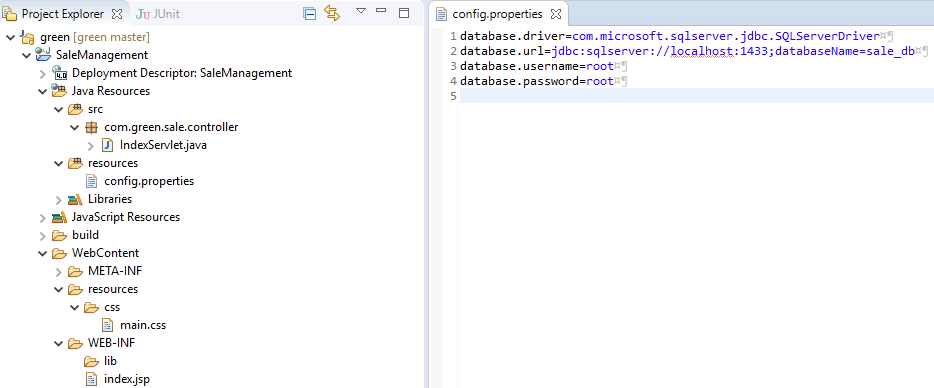 Project Explorer JUnit
green [green master]
SaleManagement
Deployment Descriptor: SaleManagement
Java Resources
src
com.green.sale.controller
IndexServlet.java
resources
config.properties
Libraries
JavaScript Resources
build
WebContent
META-INF
resources
css
main.css
WEB-INF
lib
index.jsp
config.properties
1 database.driver=com.microsoft.sqlserver.jdbc.SQLServerDriver¤¶
2 database.url=jdbc:sqlserver://localhost:1433;databaseName=sale_db¤¶
3 database.username=root¤¶
4 database.password=root¤¶
5